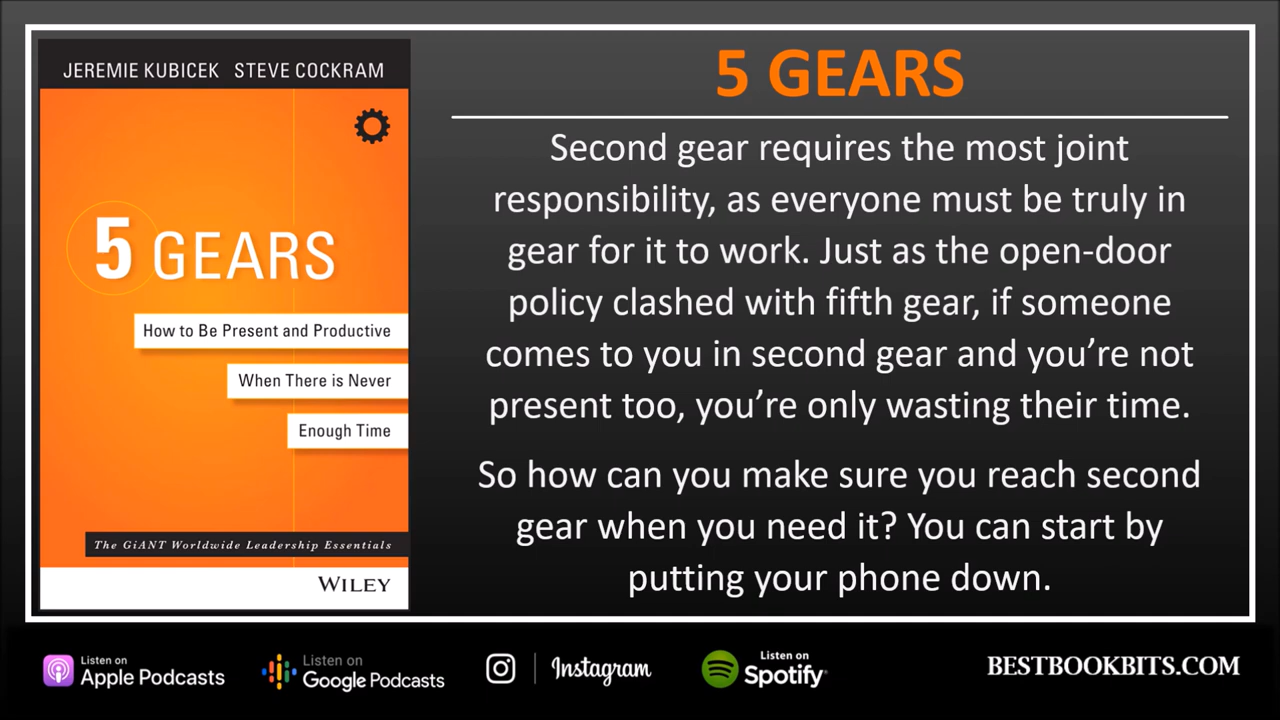 JEREMIE KUBICEK STEVE COCKRAM
5 GEARS
How to Be Present and Productive
When There is Never
Enough Time
The GiANT Worldwide Leadership Essentials
WILEY
5 GEARS
Second gear requires the most joint
responsibility, as everyone must be truly in
gear for it to work. Just as the open-door
policy clashed with fifth gear, if someone
comes to you in second gear and you’re not
present too, you’re only wasting their time.
So how can you make sure you reach second
gear when you need it? You can start by
putting your phone down.
Listen on
Apple Podcasts
Listen on
Google Podcasts
Instagram
Listen on
Spotify
BESTBOOKBITS.COM